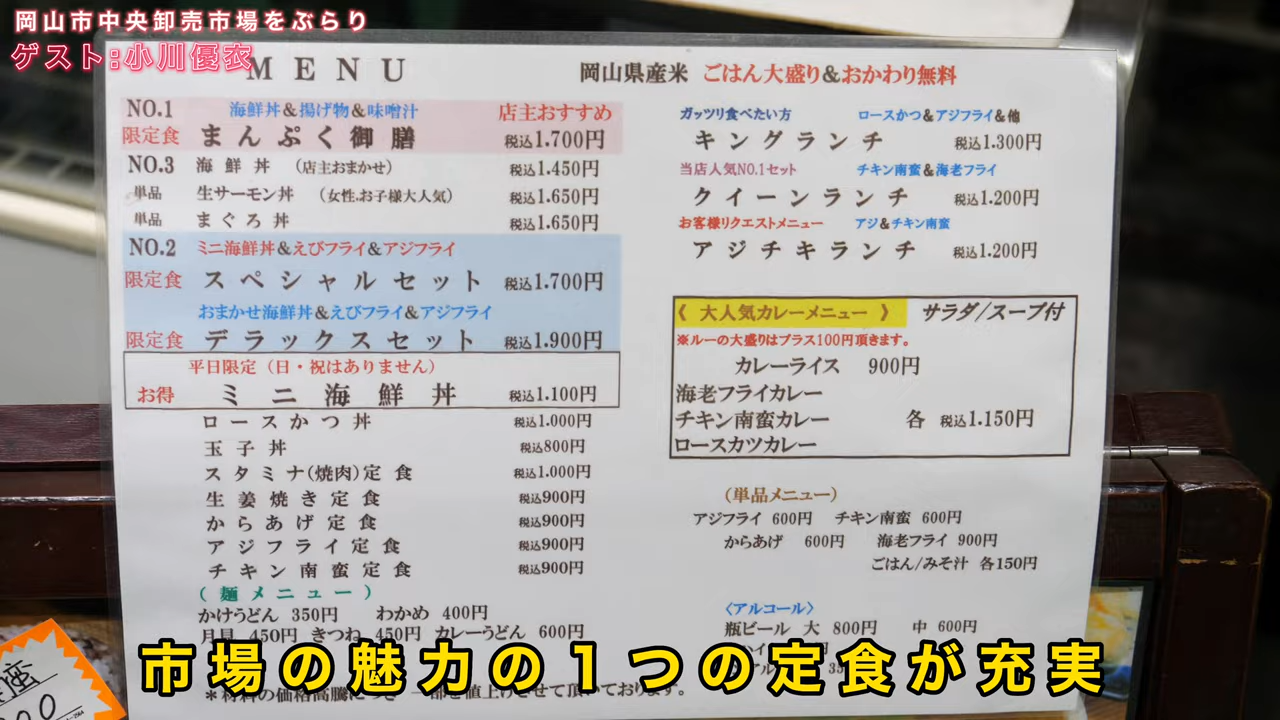 岡山市中央卸売市場をぶらり
ゲスト:小川優衣
MENU
岡山県産米 ごはん大盛り&おかわり無料
NO.1 海鮮丼&揚げ物&味噌汁 店主おすすめ
限定食 まんぷく御膳 税込1.700円
NO.3 海鮮丼 (店主おまかせ) 税込1.450円
単品 生サーモン丼 (女性.お子様大人気) 税込1.650円
単品 まぐろ丼 税込1.650円
NO.2 ミニ海鮮丼&えびフライ&アジフライ
限定食 スペシャルセット 税込1.700円
おまかせ海鮮丼&えびフライ&アジフライ
限定食 デラックスセット 税込1.900円
平日限定(日・祝はありません)
お得 ミニ海鮮丼 税込1.100円
ロースかつ丼 税込1.000円
玉子丼 税込800円
スタミナ(焼肉)定食 税込1.000円
生姜焼き定食 税込900円
からあげ定食 税込900円
アジフライ定食 税込900円
チキン南蛮定食 税込900円
(麺メニュー)
かけうどん 350円 わかめ 400円
月見 450円 きつね 450円 カレーうどん 600円
ガッツリ食べたい方 ロースかつ&アジフライ&他
キングランチ 税込1.300円
当店人気NO.1セット チキン南蛮&海老フライ
クイーンランチ 税込1.200円
お客様リクエストメニュー アジ&チキン南蛮
アジチキランチ 税込1.200円
《 大人気カレーメニュー 》 サラダ/スープ付
※ルーの大盛りはプラス100円頂きます。
カレーライス 900円
海老フライカレー
チキン南蛮カレー 各 税込1.150円
ロースカツカレー
(単品メニュー)
アジフライ 600円 チキン南蛮 600円
からあげ 600円 海老フライ 900円
ごはん/みそ汁 各150円
〈アルコール〉
瓶ビール 大 800円 中 600円
市場の魅力の1つの定食が充実